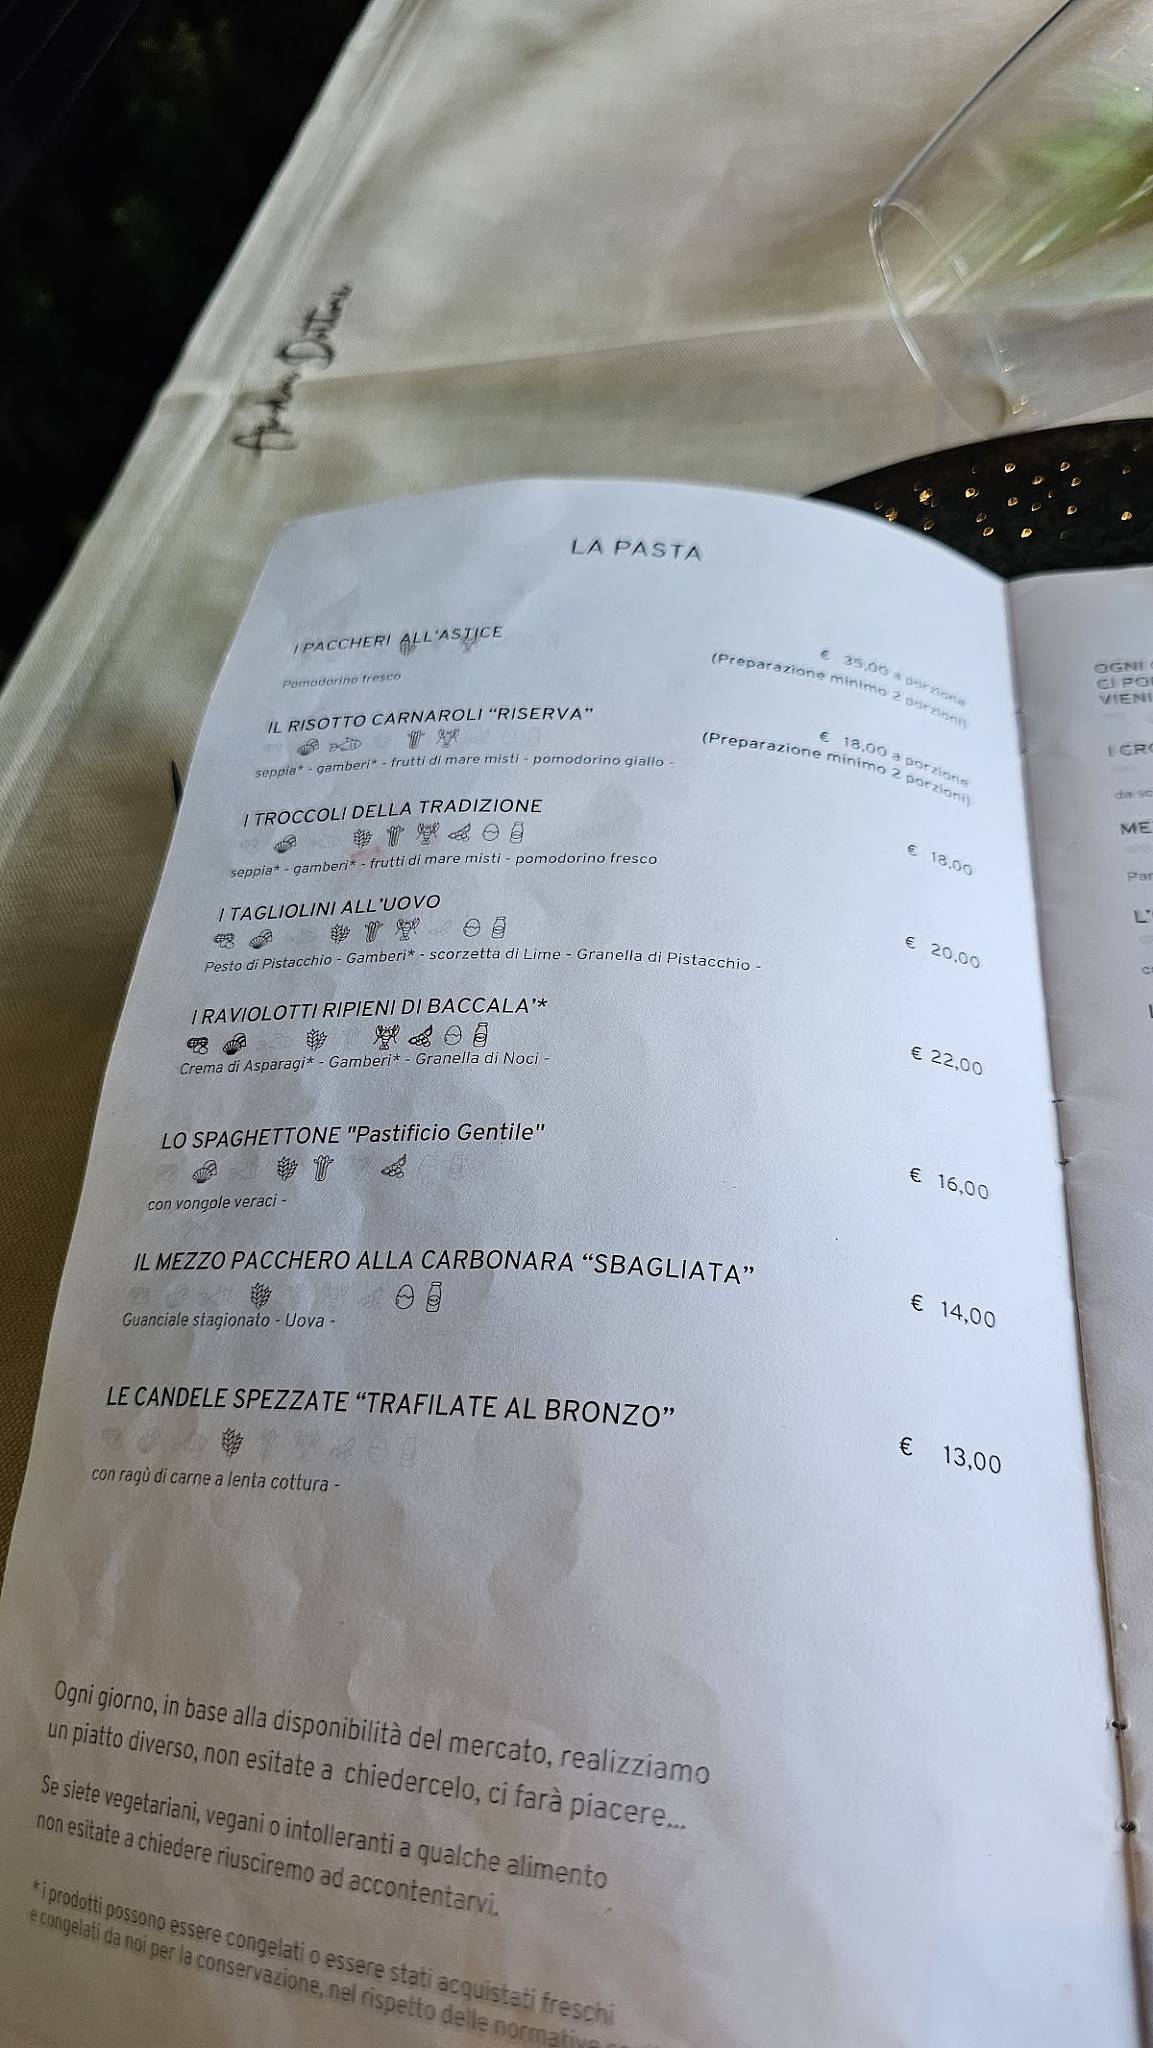 LA PASTA
I PACCHERI ALL'ASTICE
€ 35,00 a porzione
(Preparazione minimo 2 porzioni)
Pomodorino fresco
IL RISOTTO CARNAROLI “RISERVA”
€ 18,00 a porzione
(Preparazione minimo 2 porzioni)
seppia* - gamberi* - frutti di mare misti - pomodorino giallo -
I TROCCOLI DELLA TRADIZIONE
€ 18,00
seppia* - gamberi* - frutti di mare misti - pomodorino fresco
I TAGLIOLINI ALL'UOVO
€ 20,00
Pesto di Pistacchio - Gamberi* - scorzetta di Lime - Granella di Pistacchio -
I RAVIOLOTTI RIPIENI DI BACCALA'*
€ 22,00
Crema di Asparagi* - Gamberi* - Granella di Noci -
LO SPAGHETTONE "Pastificio Gentile"
€ 16,00
con vongole veraci -
IL MEZZO PACCHERO ALLA CARBONARA “SBAGLIATA”
€ 14,00
Guanciale stagionato - Uova -
LE CANDELE SPEZZATE “TRAFILATE AL BRONZO”
€ 13,00
con ragù di carne a lenta cottura -
Ogni giorno, in base alla disponibilità del mercato, realizziamo
un piatto diverso, non esitate a chiedercelo, ci farà piacere...
Se siete vegetariani, vegani o intolleranti a qualche alimento
non esitate a chiedere riusciremo ad accontentarvi.
* i prodotti possono essere congelati o essere stati acquistati freschi
e congelati da noi per la conservazione, nel rispetto delle normative
OGNI
VIENI